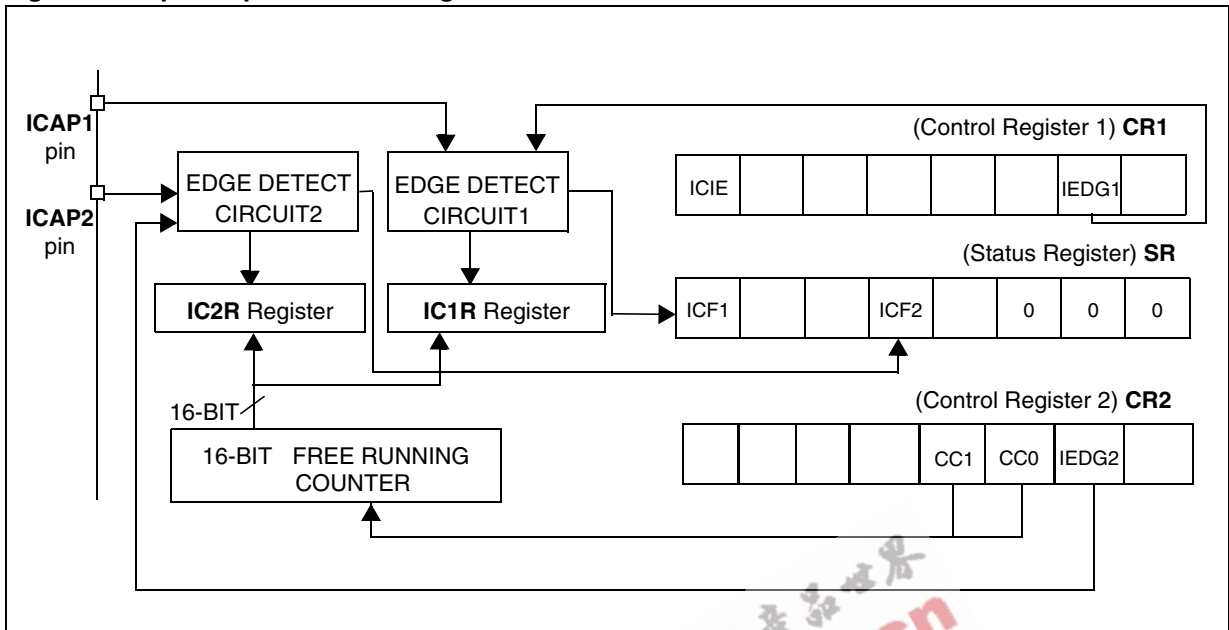 ICAP1
pin
ICAP2
pin
EDGE DETECT
CIRCUIT2
EDGE DETECT
CIRCUIT1
IC2R Register
IC1R Register
16-BIT
16-BIT FREE RUNNING
COUNTER
(Control Register 1) CR1
ICIE IEDG1
(Status Register) SR
ICF1 ICF2 0 0 0
(Control Register 2) CR2
CC1 CC0 IEDG2